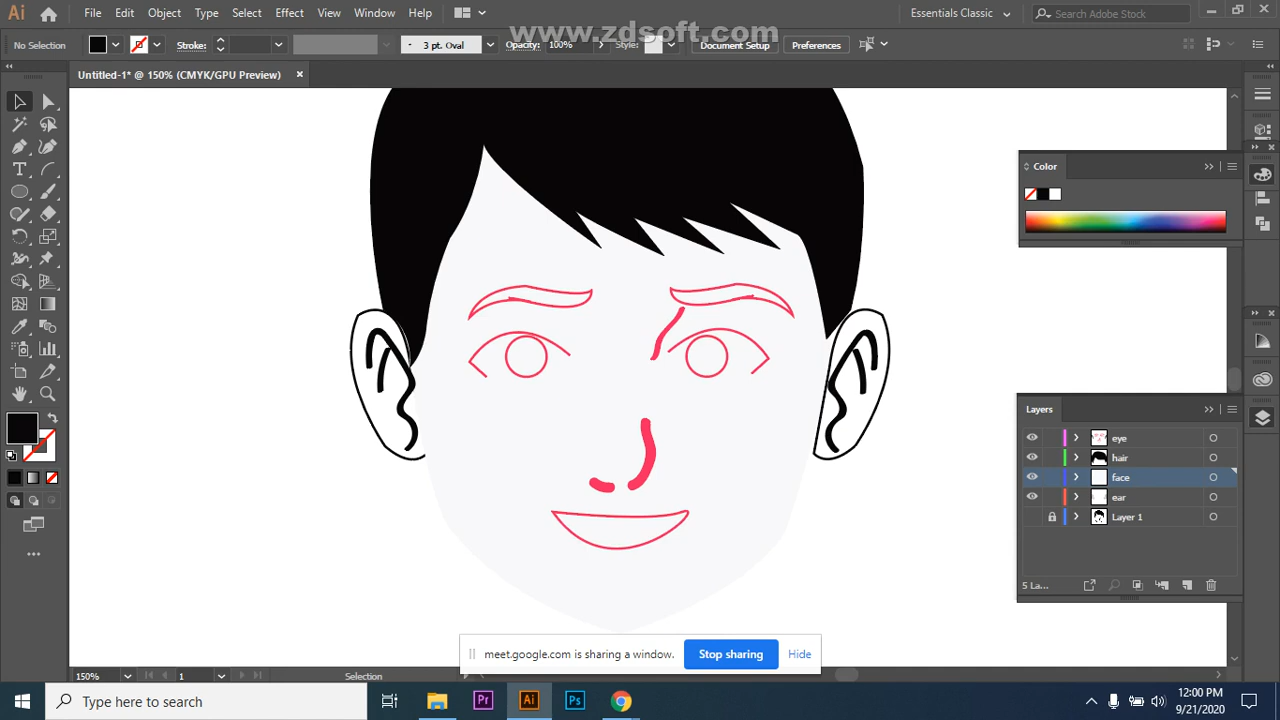 Ai File Edit Object Type Select Effect View Window Help Essentials Classic Search Adobe Stock
www.zdsoft.com
No Selection Stroke: 3 pt. Oval Opacity: 100% Style: Document Setup Preferences
Untitled-1* @ 150% (CMYK/GPU Preview)
Color
Layers
eye
hair
face
ear
Layer 1
5 La...
meet.google.com is sharing a window. Stop sharing Hide
150% 1 Selection
Type here to search Pr Ai Ps 12:00 PM
9/21/2020